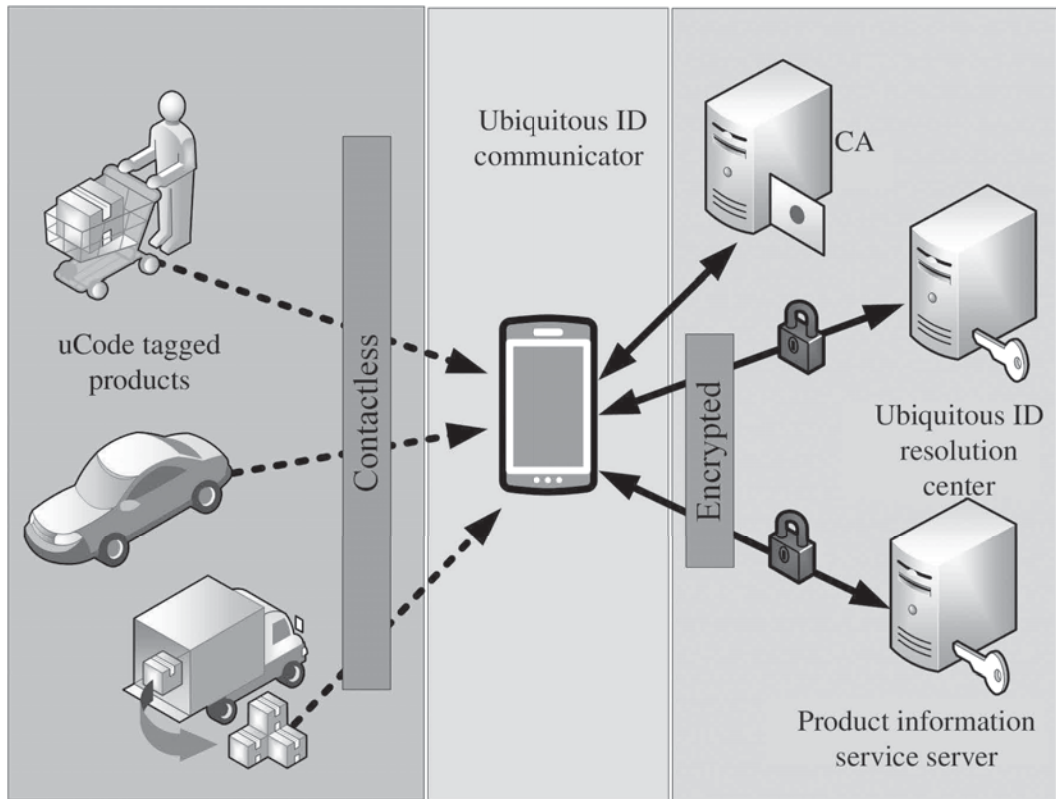 uCode tagged
products
Contactless
Ubiquitous ID
communicator
CA
Encrypted
Ubiquitous ID
resolution
center
Product information
service server